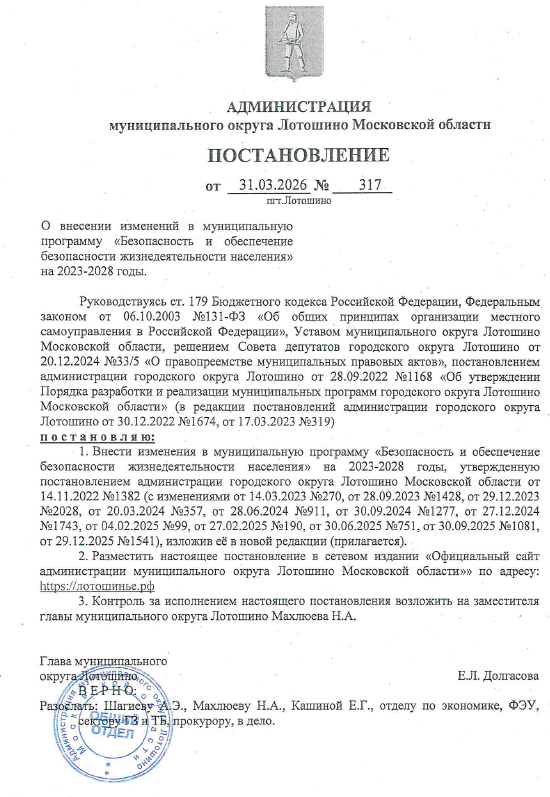 АДМИНИСТРАЦИЯ
муниципального округа Лотошино Московской области
ПОСТАНОВЛЕНИЕ
от 31.03.2026 № 317
пгт.Лотошино
О внесении изменений в муниципальную
программу «Безопасность и обеспечение
безопасности жизнедеятельности населения»
на 2023-2028 годы.
Руководствуясь ст. 179 Бюджетного кодекса Российской Федерации, Федеральным
законом от 06.10.2003 №131-ФЗ «Об общих принципах организации местного
самоуправления в Российской Федерации», Уставом муниципального округа Лотошино
Московской области, решением Совета депутатов городского округа Лотошино от
20.12.2024 №33/5 «О правопреемстве муниципальных правовых актов», постановлением
администрации городского округа Лотошино от 28.09.2022 №1168 «Об утверждении
Порядка разработки и реализации муниципальных программ городского округа Лотошино
Московской области» (в редакции постановлений администрации городского округа
Лотошино от 30.12.2022 №1674, от 17.03.2023 №319)
п о с т а н о в л я ю:
1. Внести изменения в муниципальную программу «Безопасность и обеспечение
безопасности жизнедеятельности населения» на 2023-2028 годы, утвержденную
постановлением администрации городского округа Лотошино Московской области от
14.11.2022 №1382 (с изменениями от 14.03.2023 №270, от 28.09.2023 №1428, от 29.12.2023
№2028, от 20.03.2024 №357, от 28.06.2024 №911, от 30.09.2024 №1277, от 27.12.2024
№1743, от 04.02.2025 №99, от 27.02.2025 №190, от 30.06.2025 №751, от 30.09.2025 №1081,
от 29.12.2025 №1541), изложив её в новой редакции (прилагается).
2. Разместить настоящее постановление в сетевом издании «Официальный сайт
администрации муниципального округа Лотошино Московской области»» по адресу:
https://лотошинье.рф
3. Контроль за исполнением настоящего постановления возложить на заместителя
главы муниципального округа Лотошино Махлюева Н.А.
Глава муниципального
округа Лотошино Е.Л. Долгасова
В Е Р Н О:
Разослать: Шагиеву А.Э., Махлюеву Н.А., Кашиной Е.Г., отделу по экономике, ФЭУ,
сектору ТЗ и ТБ, прокурору, в дело.
Администрация муниципального округа Лотошино
Московской области
ОБЩИЙ
ОТДЕЛ